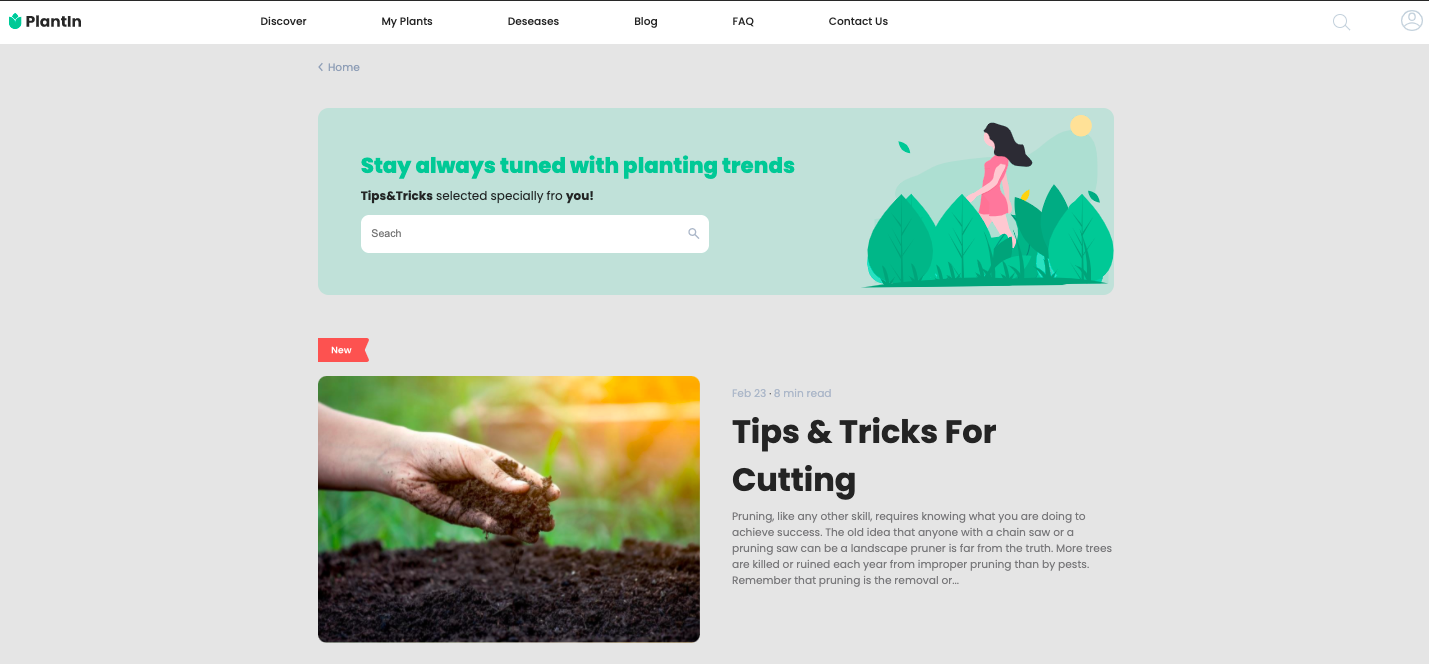 PlantIn
Discover
My Plants
Deseases
Blog
FAQ
Contact Us
Home
Stay always tuned with planting trends
Tips&Tricks selected specially fro you!
Seach
New
Feb 23 · 8 min read
Tips & Tricks For
Cutting
Pruning, like any other skill, requires knowing what you are doing to
achieve success. The old idea that anyone with a chain saw or a
pruning saw can be a landscape pruner is far from the truth. More trees
are killed or ruined each year from improper pruning than by pests.
Remember that pruning is the removal or...